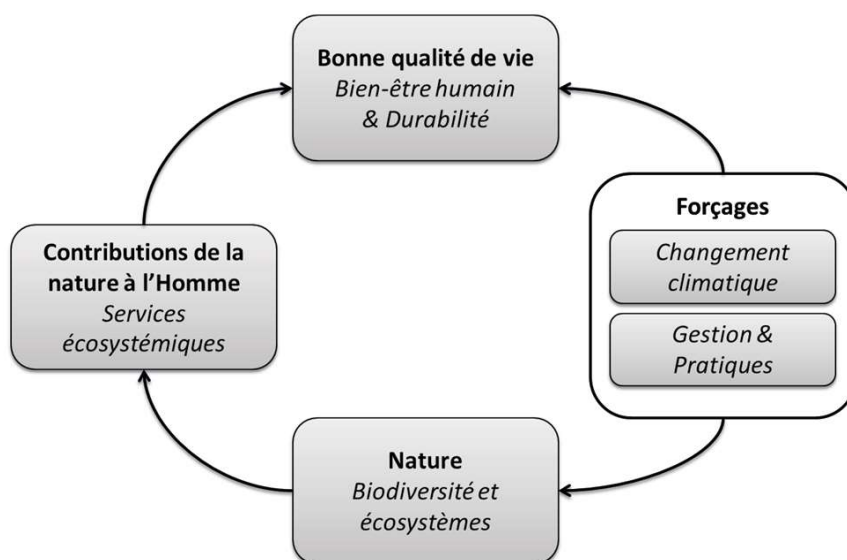 Bonne qualité de vie
Bien-être humain
& Durabilité
Contributions de la
nature à l'Homme
Services
écosystémiques
Forçages
Changement
climatique
Gestion &
Pratiques
Nature
Biodiversité et
écosystèmes